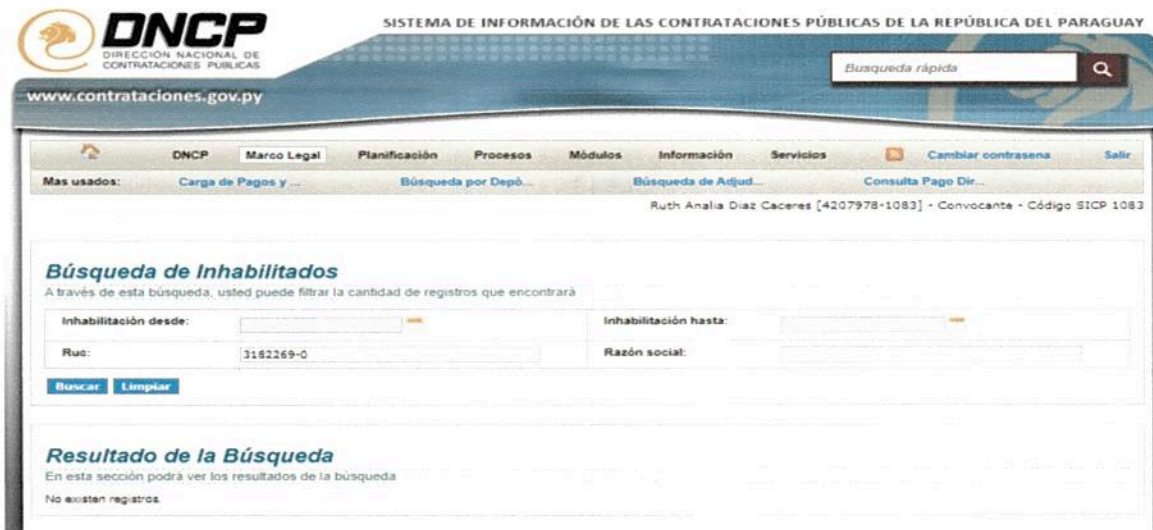 DNCP
DIRECCIÓN NACIONAL DE
CONTRATACIONES PÚBLICAS
SISTEMA DE INFORMACIÓN DE LAS CONTRATACIONES PÚBLICAS DE LA REPÚBLICA DEL PARAGUAY
Busqueda rápida
www.contrataciones.gov.py
DNCP Marco Legal Planificación Procesos Módulos Información Servicios Cambiar contrasena Salir
Mas usados: Carga de Pagos y ... Búsqueda por Depó... Búsqueda de Adjud... Consulta Pago Dir...
Ruth Analia Diaz Caceres [4207978-1083] - Convocante - Código SICP 1083
Búsqueda de Inhabilitados
A través de esta búsqueda, usted puede filtrar la cantidad de registros que encontrará
Inhabilitación desde: Inhabilitación hasta:
Ruc: 3182269-0 Razón social:
Buscar Limpiar
Resultado de la Búsqueda
En esta sección podrá ver los resultados de la búsqueda
No existen registros.